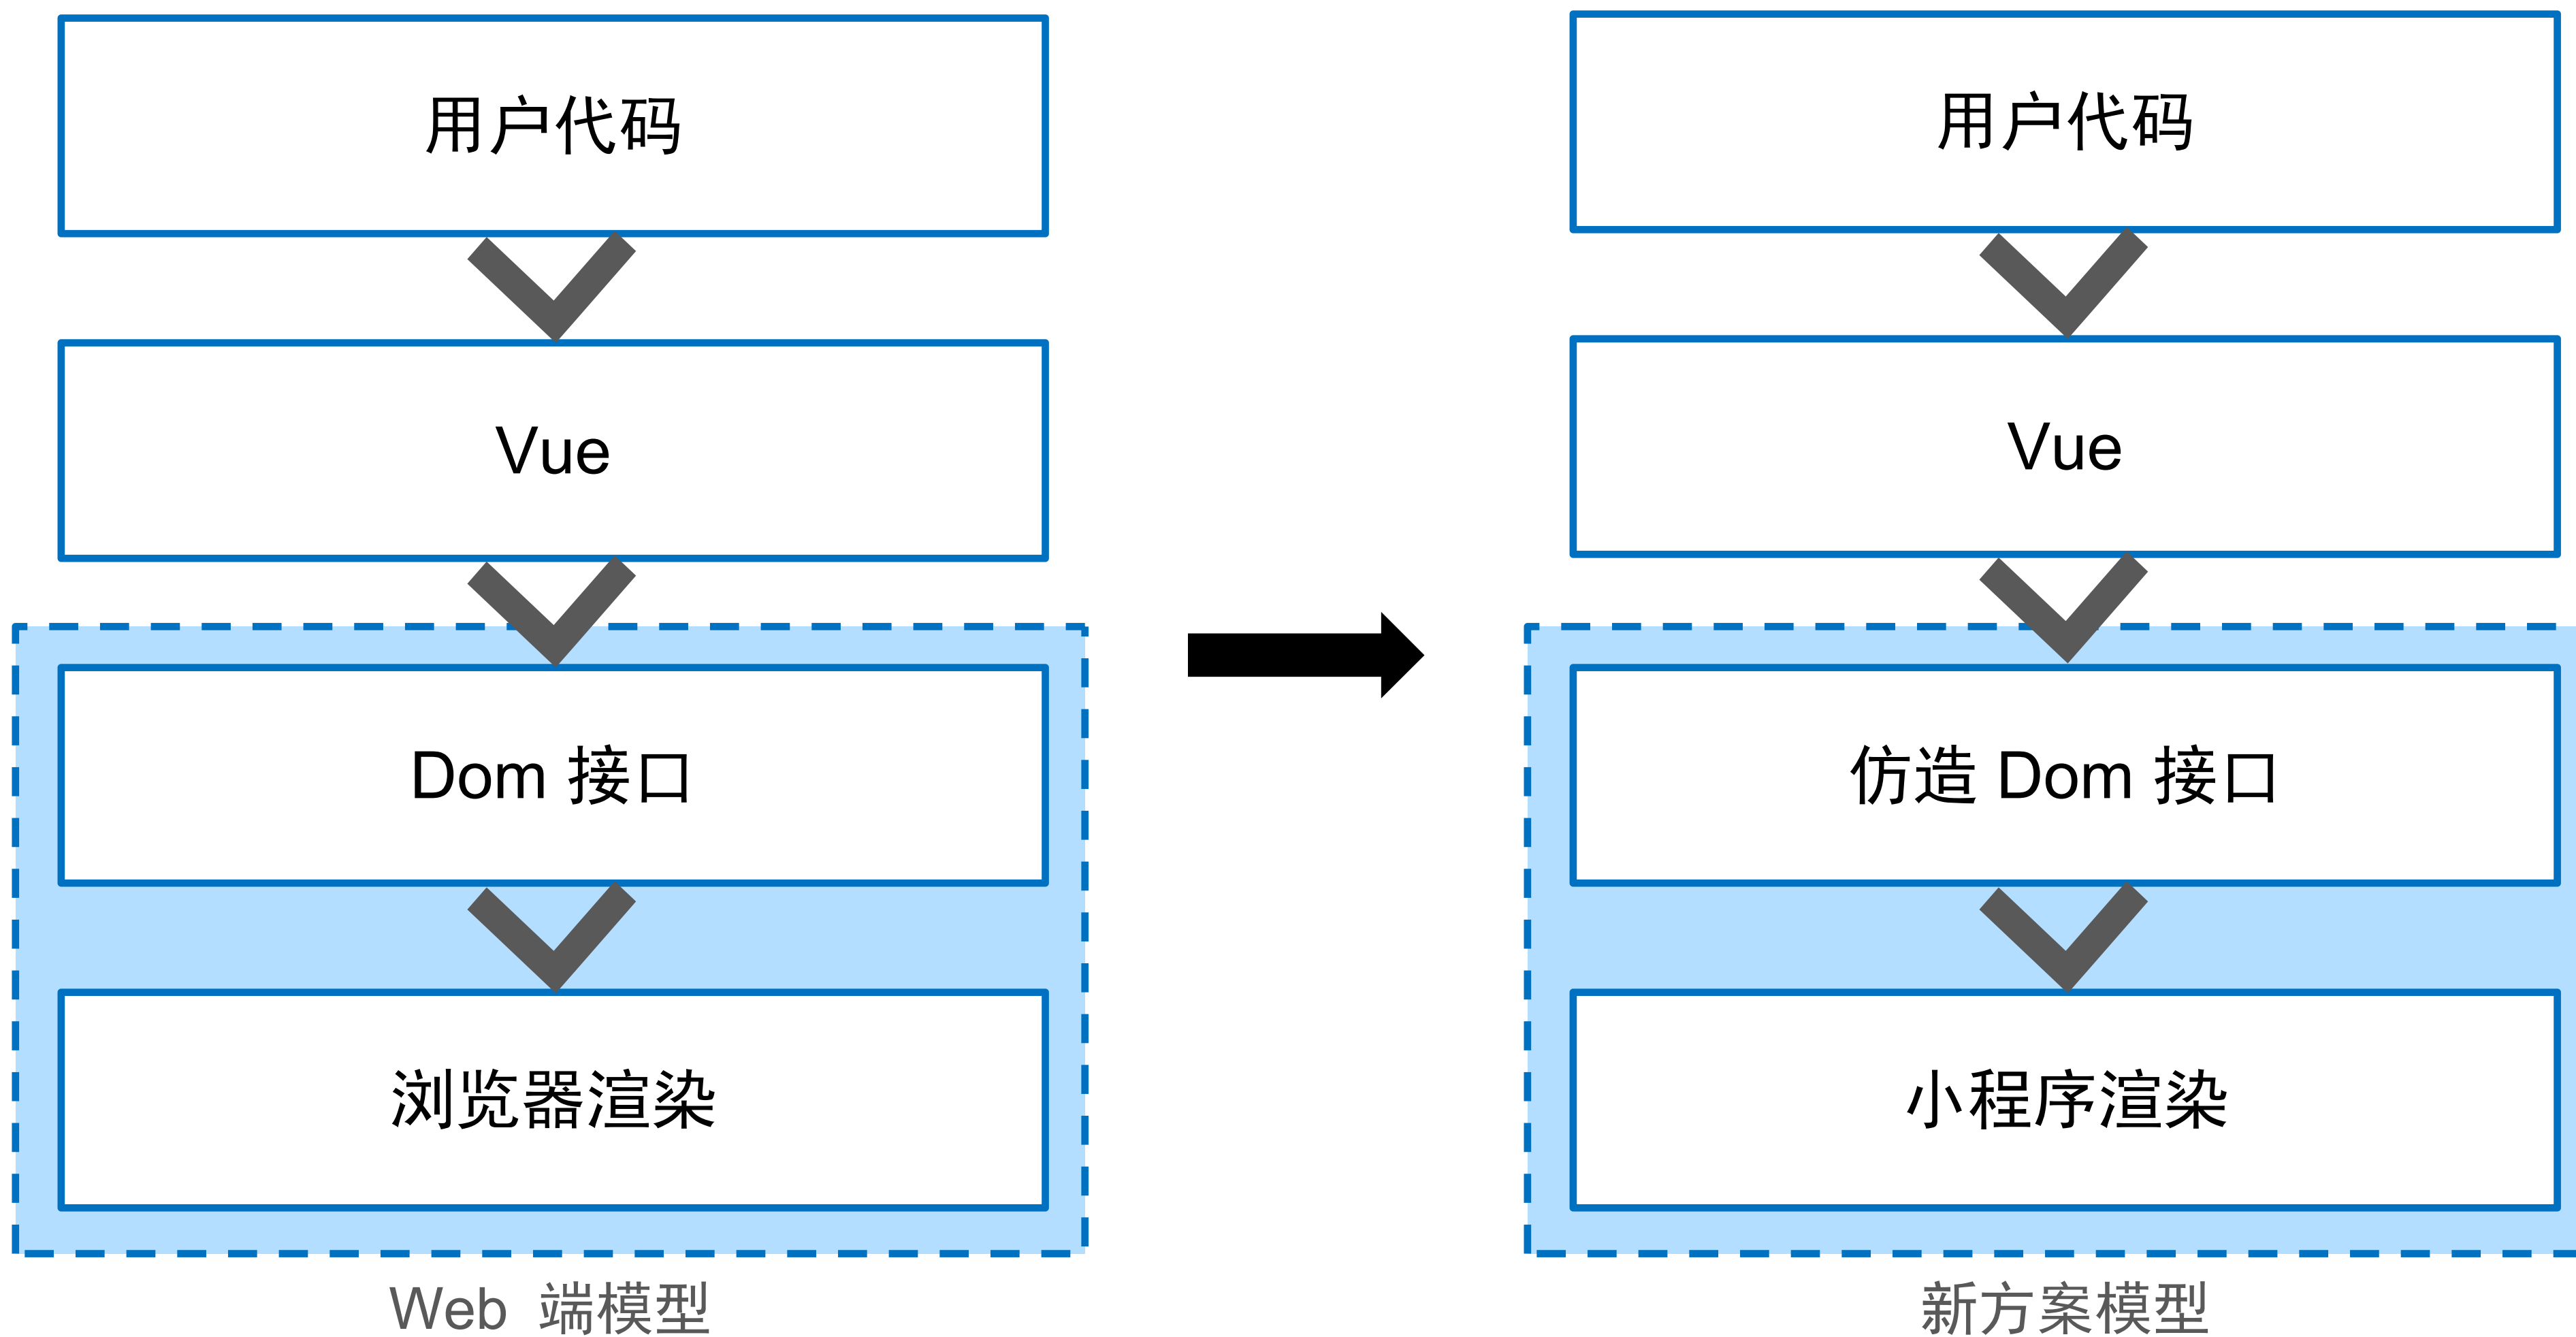 用户代码
Vue
Dom 接口
浏览器渲染
Web 端模型
用户代码
Vue
仿造 Dom 接口
小程序渲染
新方案模型